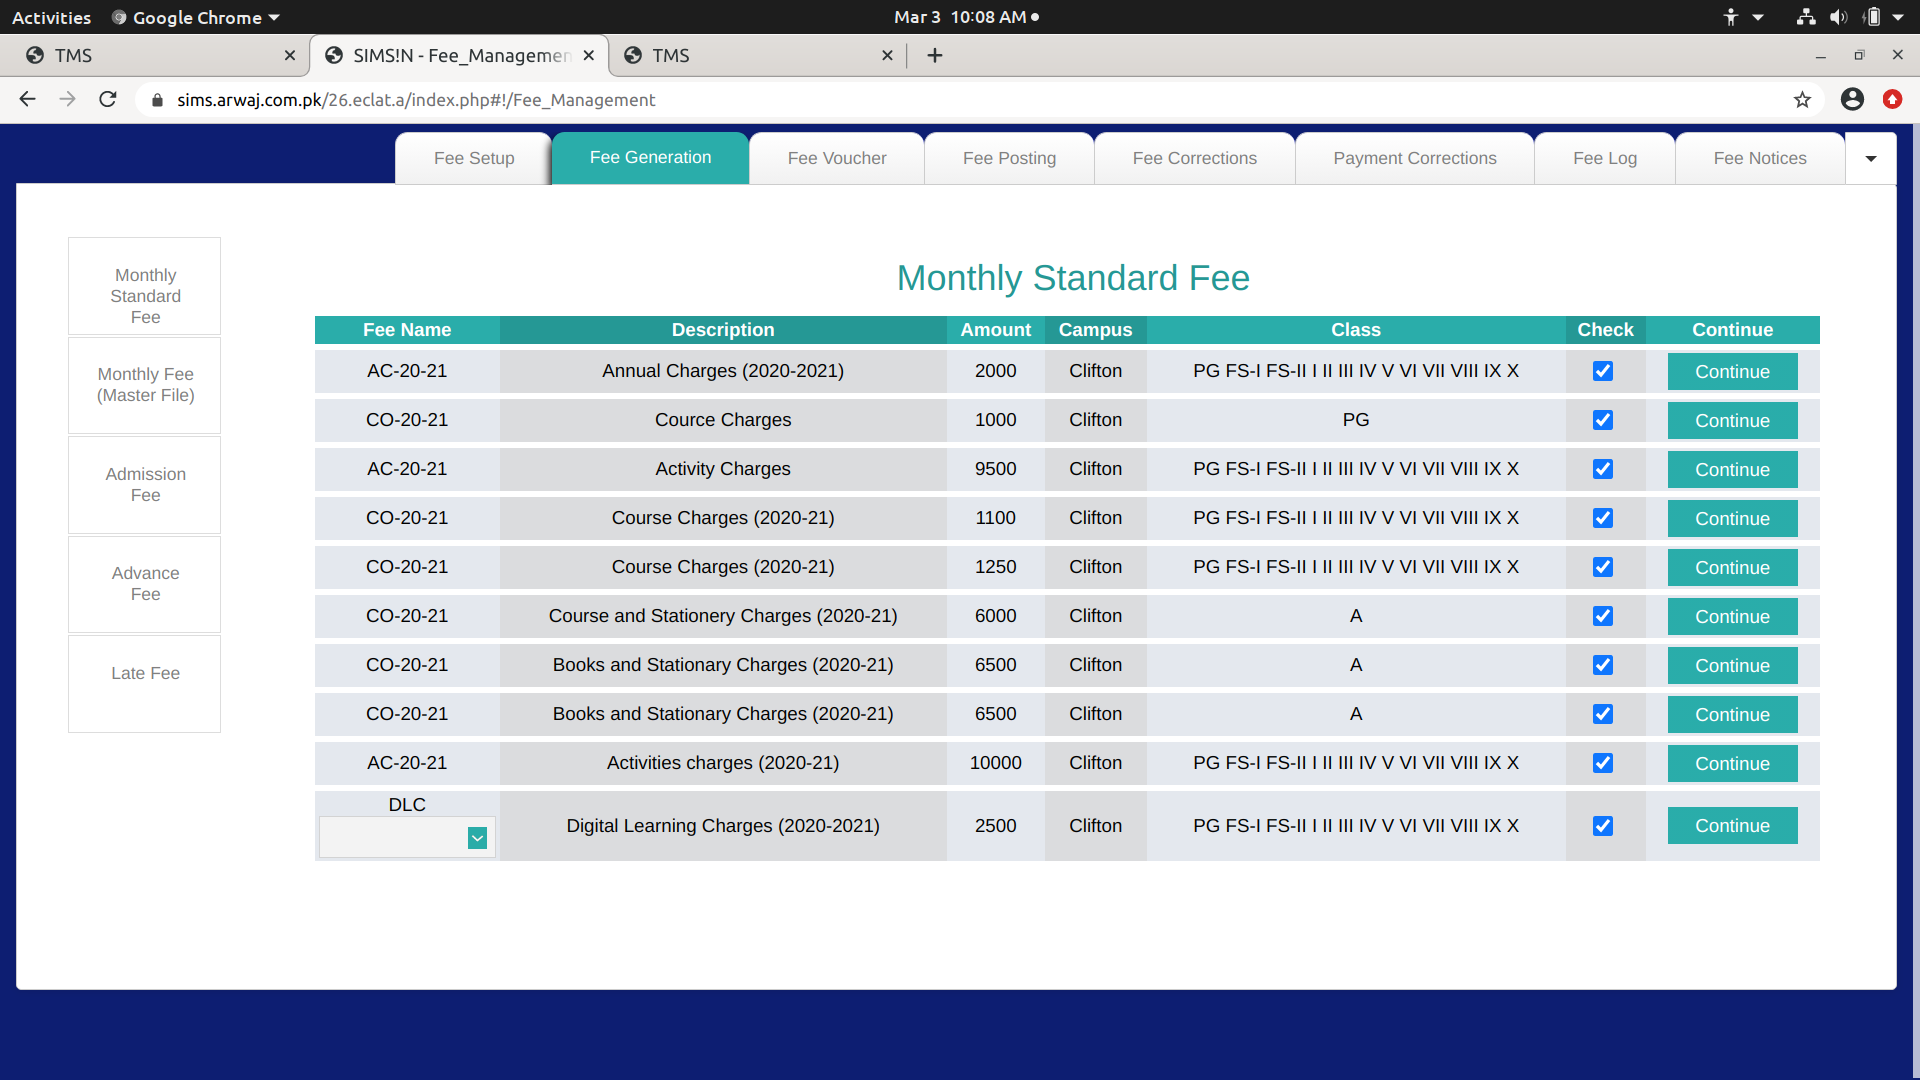 Activities Google Chrome Mar 3 10:08 AM
TMS SIMS!N - Fee_Managemen TMS
sims.arwaj.com.pk/26.eclat.a/index.php#!/Fee_Management
Fee Setup Fee Generation Fee Voucher Fee Posting Fee Corrections Payment Corrections Fee Log Fee Notices
Monthly
Standard
Fee
Monthly Fee
(Master File)
Admission
Fee
Advance
Fee
Late Fee
Monthly Standard Fee
Fee Name Description Amount Campus Class Check Continue
AC-20-21 Annual Charges (2020-2021) 2000 Clifton PG FS-I FS-II I II III IV V VI VII VIII IX X Continue
CO-20-21 Cource Charges 1000 Clifton PG Continue
AC-20-21 Activity Charges 9500 Clifton PG FS-I FS-II I II III IV V VI VII VIII IX X Continue
CO-20-21 Course Charges (2020-21) 1100 Clifton PG FS-I FS-II I II III IV V VI VII VIII IX X Continue
CO-20-21 Course Charges (2020-21) 1250 Clifton PG FS-I FS-II I II III IV V VI VII VIII IX X Continue
CO-20-21 Course and Stationery Charges (2020-21) 6000 Clifton A Continue
CO-20-21 Books and Stationary Charges (2020-21) 6500 Clifton A Continue
CO-20-21 Books and Stationary Charges (2020-21) 6500 Clifton A Continue
AC-20-21 Activities charges (2020-21) 10000 Clifton PG FS-I FS-II I II III IV V VI VII VIII IX X Continue
DLC Digital Learning Charges (2020-2021) 2500 Clifton PG FS-I FS-II I II III IV V VI VII VIII IX X Continue